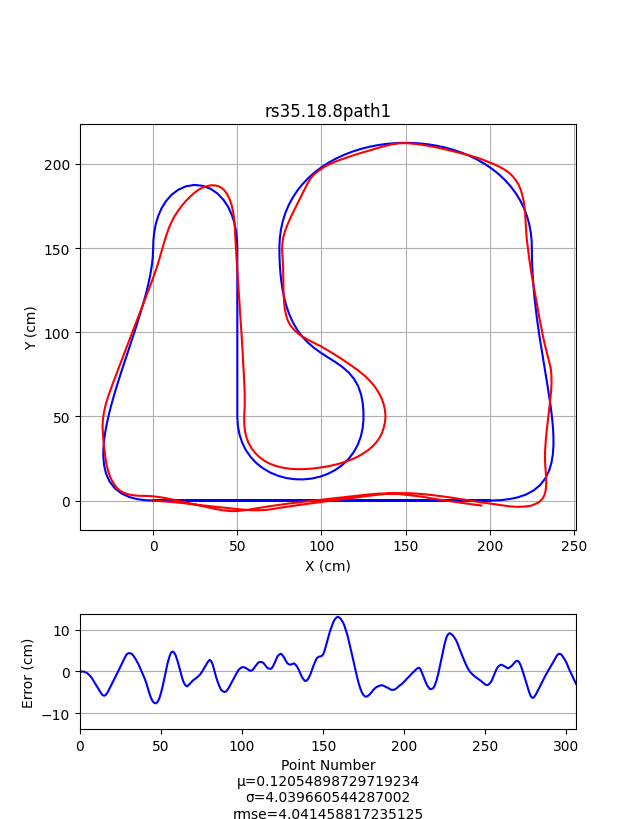 rs35.18.8path1
Y (cm)
200
150
100
50
0
0
50
100
150
200
250
X (cm)
Error (cm)
10
0
−10
0
50
100
150
200
250
300
Point Number
μ=0.12054898729719234
σ=4.039660544287002
rmse=4.041458817235125